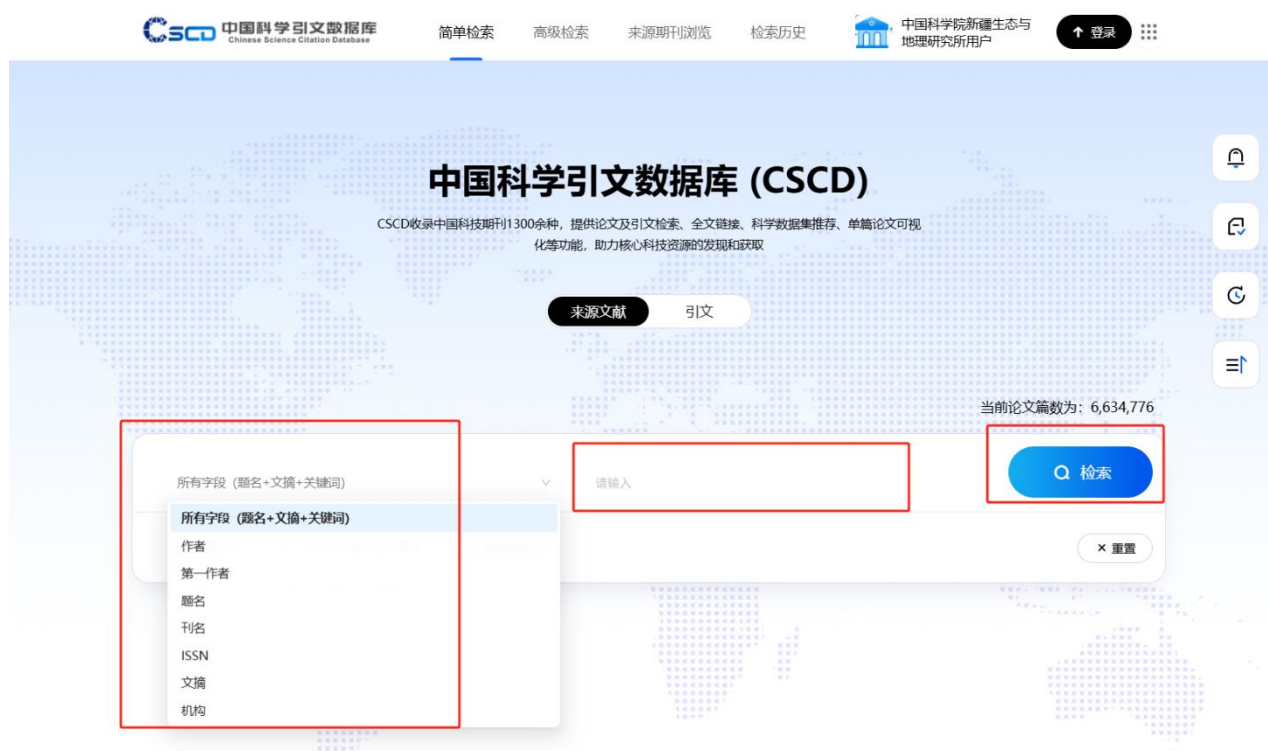 CSCD 中国科学引文数据库
Chinese Science Citation Database
简单检索
高级检索
来源期刊浏览
检索历史
中国科学院新疆生态与
地理研究所用户
登录
中国科学引文数据库 (CSCD)
CSCD收录中国科技期刊1300余种，提供论文及引文检索、全文链接、科学数据集推荐、单篇论文可视
化等功能，助力核心科技资源的发现和获取
来源文献
引文
当前论文篇数为：6,634,776
所有字段（题名+文摘+关键词)
请输入
检索
所有字段（题名+文摘+关键词)
作者
第一作者
题名
刊名
ISSN
文摘
机构
× 重置